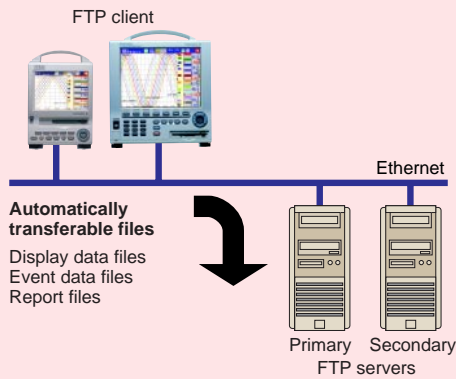 FTP client
Ethernet
Automatically
transferable files
Display data files
Event data files
Report files
Primary Secondary
FTP servers